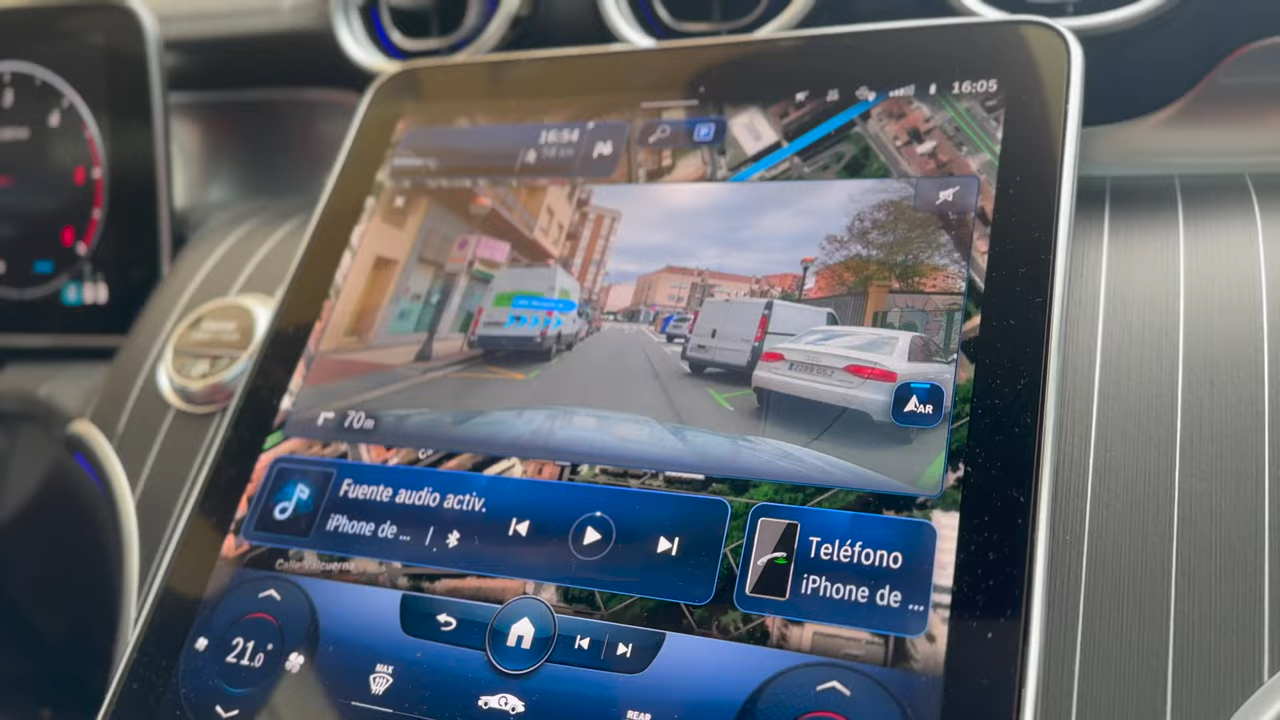 16:05
16:54
P
AR
70m
Fuente audio activ.
iPhone de ...
Teléfono
iPhone de ...
Calle Valcuerna
21.0°
MAX
REAR